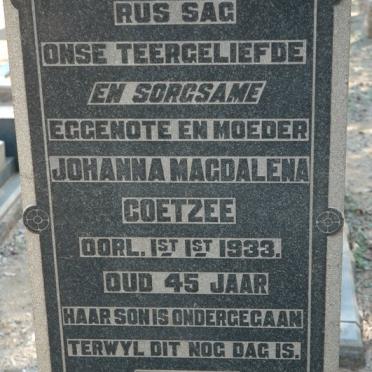 RUS SAG
ONSE TEERGELIEFDE
EN SORGSAME
EGGENOTE EN MOEDER
JOHANNA MAGDALENA
COETZEE
OORL. 1ST 1ST 1933.
OUD 45 JAAR
HAAR SON IS ONDERGEGAAN
TERWYL DIT NOG DAG IS.